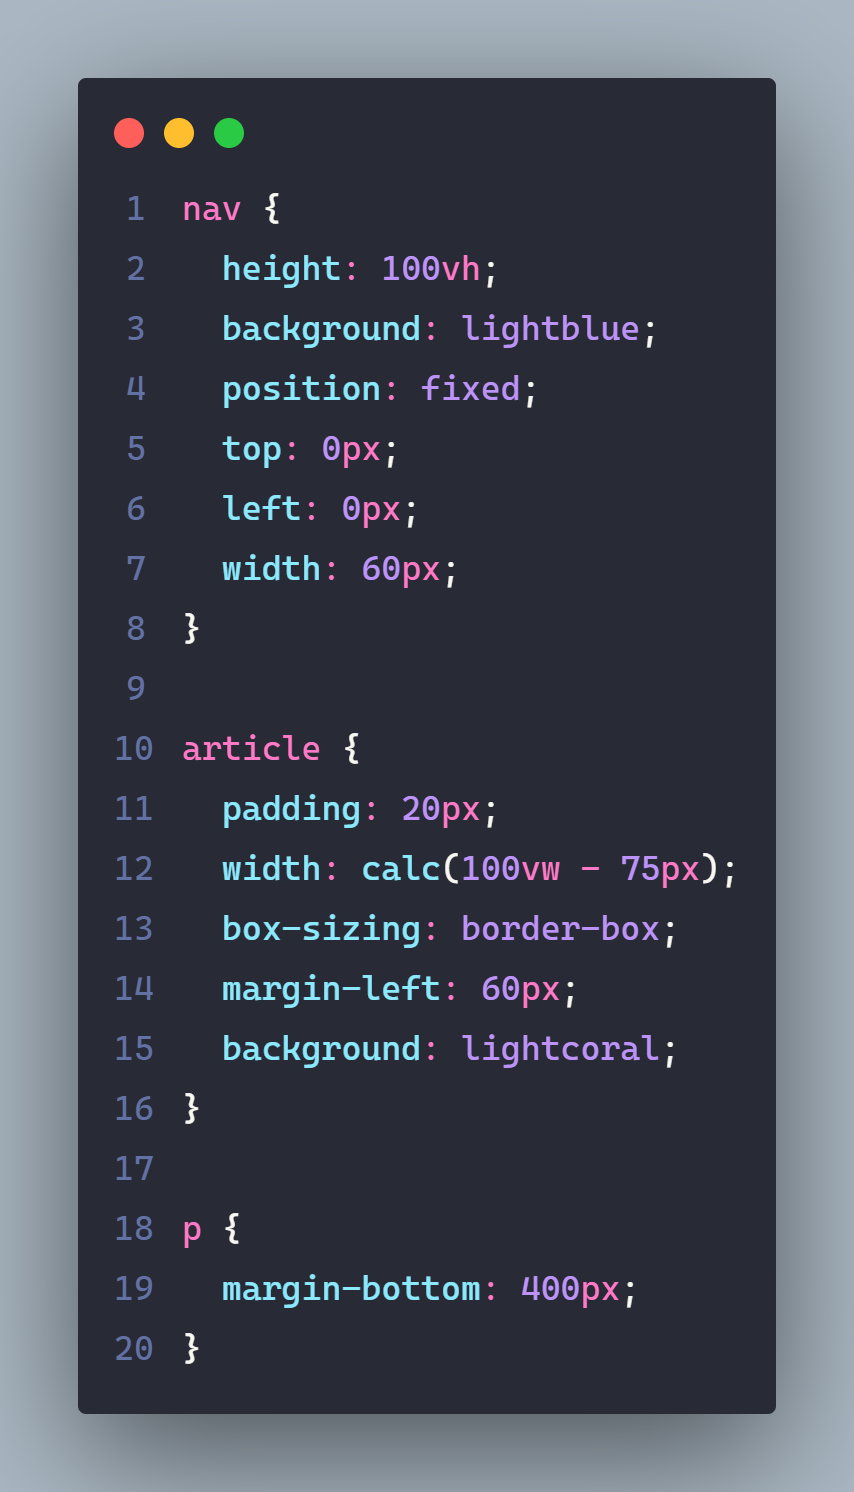 1 nav {
2   height: 100vh;
3   background: lightblue;
4   position: fixed;
5   top: 0px;
6   left: 0px;
7   width: 60px;
8 }
9
10 article {
11   padding: 20px;
12   width: calc(100vw - 75px);
13   box-sizing: border-box;
14   margin-left: 60px;
15   background: lightcoral;
16 }
17
18 p {
19   margin-bottom: 400px;
20 }